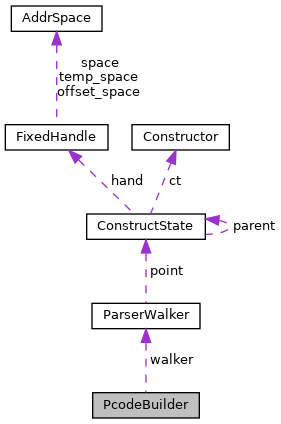 AddrSpace
space
temp_space
offset_space
FixedHandle
Constructor
hand
ct
ConstructState
parent
point
ParserWalker
walker
PcodeBuilder